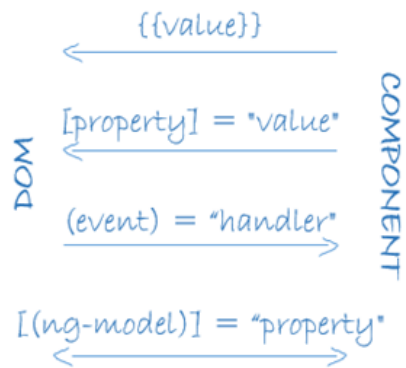 {{value}}
[property] = "value"
DOM
COMPONENT
(event) = "handler"
[(ng-model)] = "property"